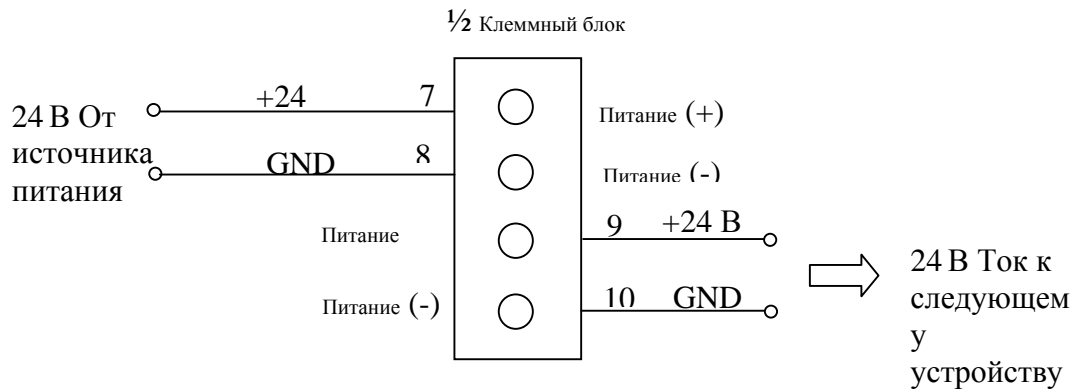 ½ Клеммный блок
+24 7
24 В От
источника
питания
GND 8
Питание (+)
Питание (-)
Питание
9 +24 В
Питание (-)
10 GND
24 В Ток к
следующем
у
устройству